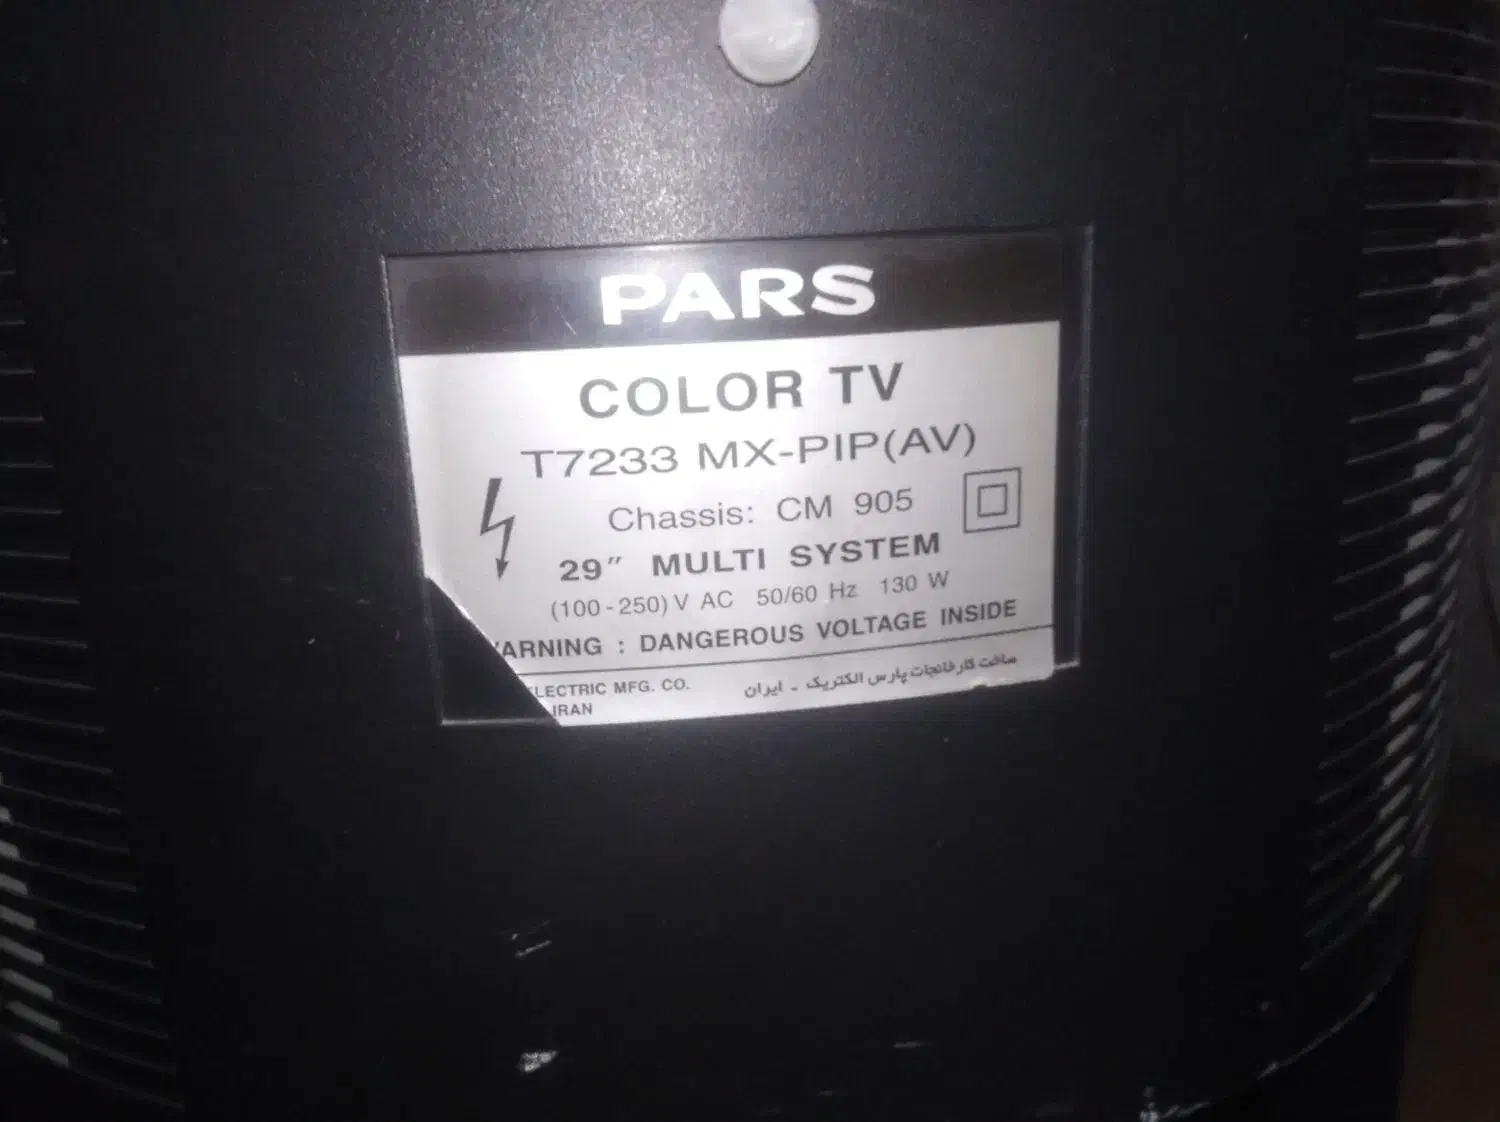 PARS
COLOR TV
T7233 MX-PIP(AV)
Chassis: CM 905
29″ MULTI SYSTEM
(100-250) V AC 50/60 Hz 130 W
ARNING : DANGEROUS VOLTAGE INSIDE
LECTRIC MFG. CO.
IRAN
ساخت کارخانجات پارس الکتریک - ایران